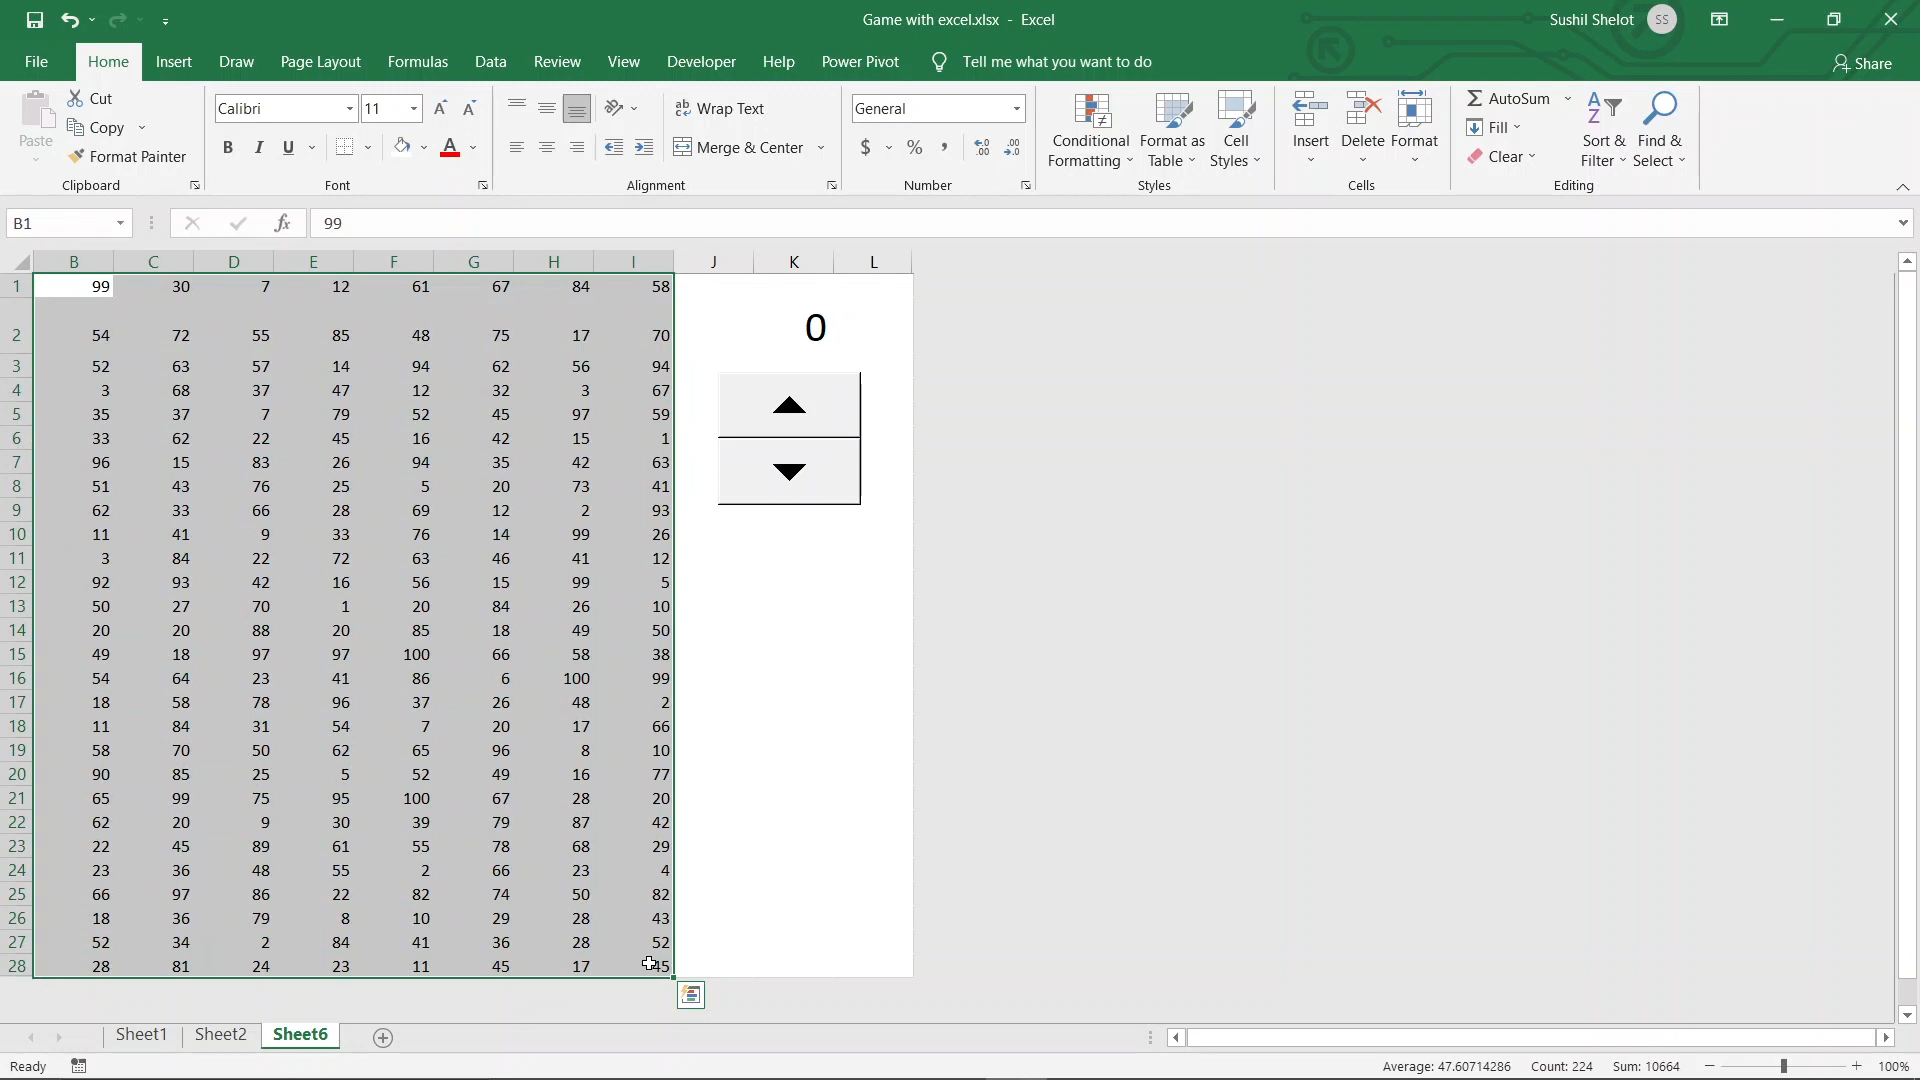 Game with excel.xlsx - Excel
Sushil Shelot SS
File Home Insert Draw Page Layout Formulas Data Review View Developer Help Power Pivot Tell me what you want to do Share
Paste
Cut
Copy
Format Painter
Clipboard
Calibri 11 A A
B I U A
Font
ab Wrap Text
Merge & Center
Alignment
General
$ % , .00 .00
Number
Conditional Formatting
Format as Table
Cell Styles
Styles
Insert Delete Format
Cells
AutoSum
Fill
Clear
Sort & Filter
Find & Select
Editing
B1 fx 99
B C D E F G H I J K L
1 99 30 7 12 61 67 84 58
2 54 72 55 85 48 75 17 70 0
3 52 63 57 14 94 62 56 94
4 3 68 37 47 12 32 3 67
5 35 37 7 79 52 45 97 59
6 33 62 22 45 16 42 15 1
7 96 15 83 26 94 35 42 63
8 51 43 76 25 5 20 73 41
9 62 33 66 28 69 12 2 93
10 11 41 9 33 76 14 99 26
11 3 84 22 72 63 46 41 12
12 92 93 42 16 56 15 99 5
13 50 27 70 1 20 84 26 10
14 20 20 88 20 85 18 49 50
15 49 18 97 97 100 66 58 38
16 54 64 23 41 86 6 100 99
17 18 58 78 96 37 26 48 2
18 11 84 31 54 7 20 17 66
19 58 70 50 62 65 96 8 10
20 90 85 25 5 52 49 16 77
21 65 99 75 95 100 67 28 20
22 62 20 9 30 39 79 87 42
23 22 45 89 61 55 78 68 29
24 23 36 48 55 2 66 23 4
25 66 97 86 22 82 74 50 82
26 18 36 79 8 10 29 28 43
27 52 34 2 84 41 36 28 52
28 28 81 24 23 11 45 17 45
Sheet1 Sheet2 Sheet6
Ready Average: 47.60714286 Count: 224 Sum: 10664 100%